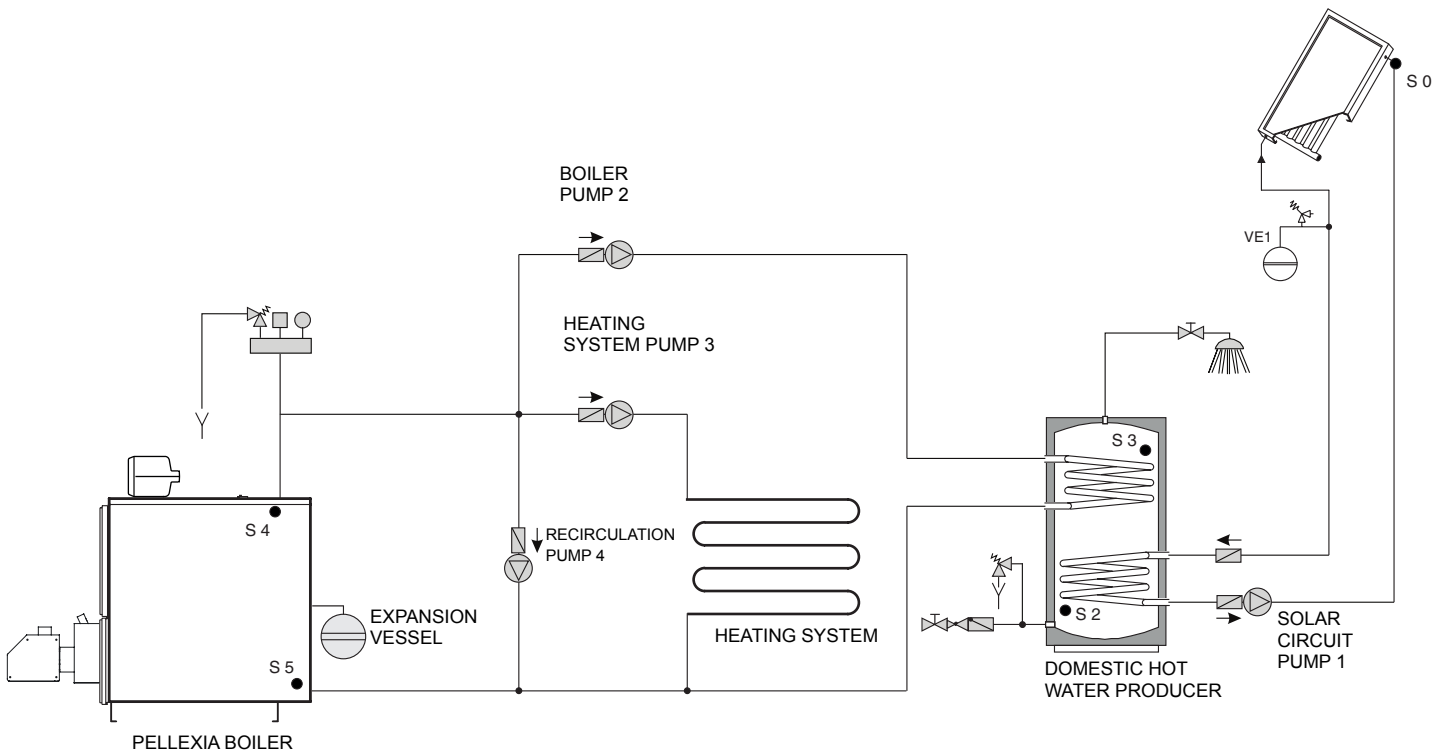 S 0
BOILER
PUMP 2
VE1
HEATING
SYSTEM PUMP 3
S 3
S 4
RECIRCULATION
PUMP 4
EXPANSION
VESSEL
S 2
HEATING SYSTEM
SOLAR
CIRCUIT
PUMP 1
S 5
DOMESTIC HOT
WATER PRODUCER
PELLEXIA BOILER